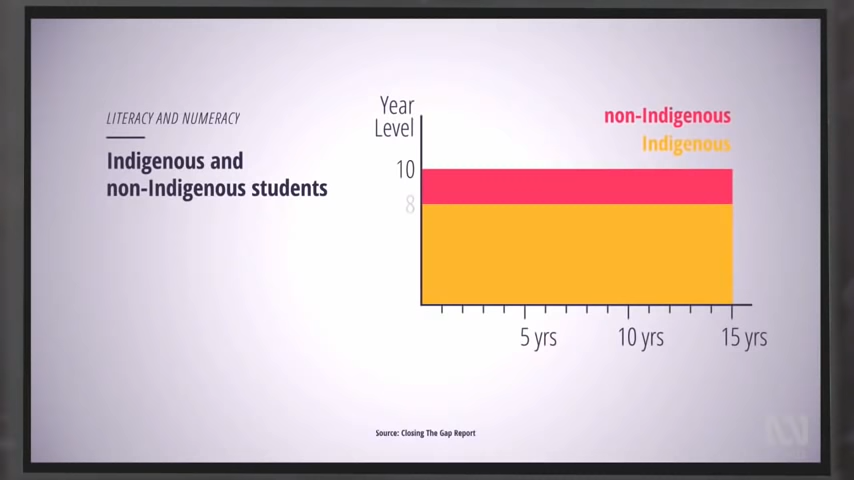 LITERACY AND NUMERACY
Indigenous and
non-Indigenous students
Year
Level
non-Indigenous
Indigenous
10
8
5 yrs
10 yrs
15 yrs
Source: Closing The Gap Report